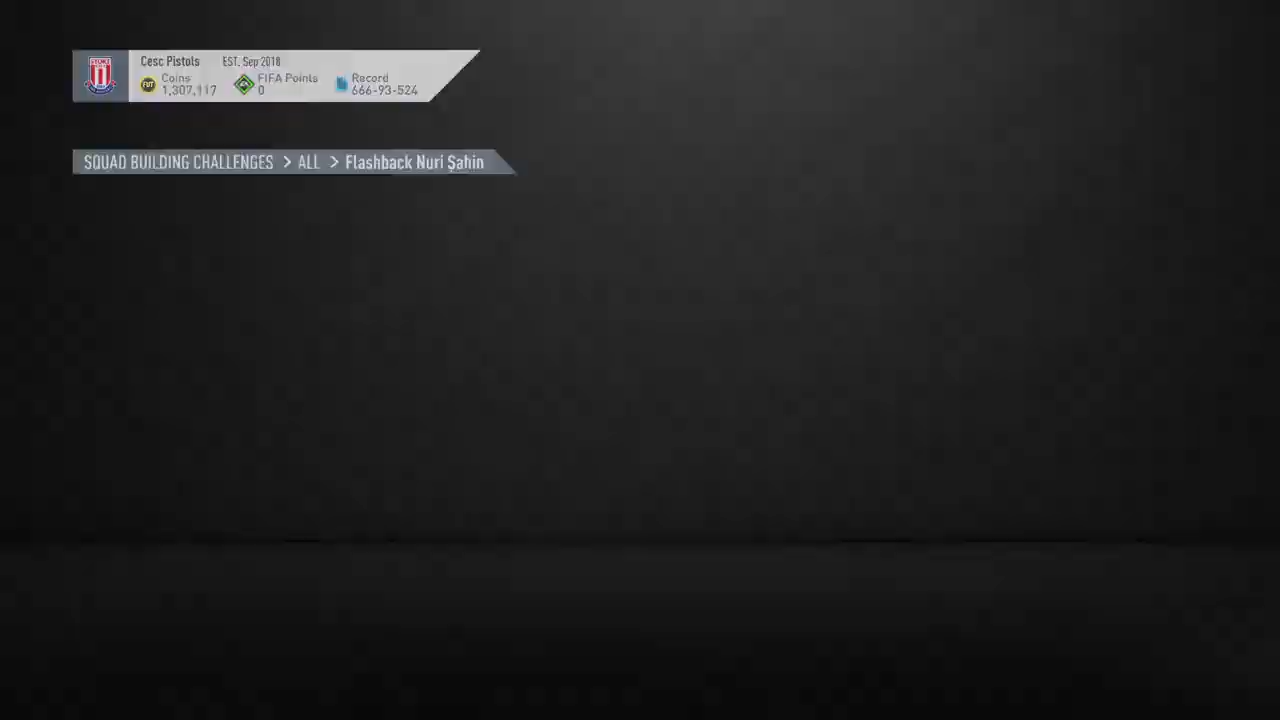 Cesc Pistols EST. Sep 2018
Coins FIFA Points Record
1,307,117 0 666-93-524
SQUAD BUILDING CHALLENGES > ALL > Flashback Nuri Şahin